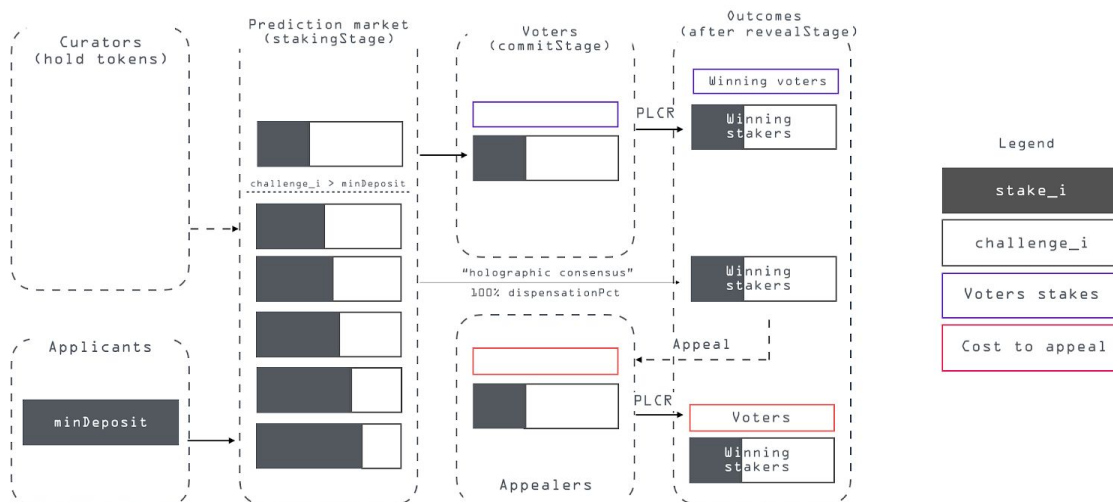 Curators
(hold tokens)
Prediction market
(stakingStage)
Voters
(commitStage)
Outcomes
(after revealStage)
Winning voters
PLCR
Winning
stakers
challenge_i > minDeposit
"holographic consensus"
100% dispensationPct
Winning
stakers
Applicants
minDeposit
Appeal
PLCR
Voters
Winning
stakers
Appealers
Legend
stake_i
challenge_i
Voters stakes
Cost to appeal